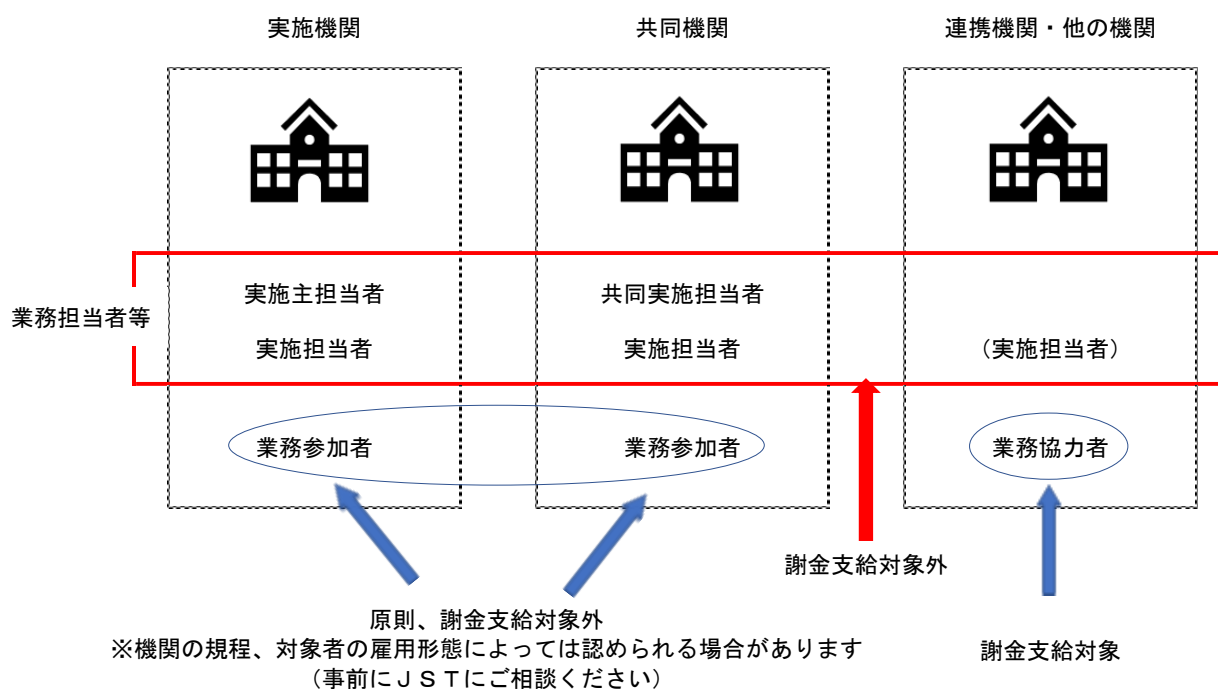 実施機関
共同機関
連携機関・他の機関
業務担当者等
実施主担当者
共同実施担当者
実施担当者
実施担当者
（実施担当者）
業務参加者
業務参加者
業務協力者
謝金支給対象外
原則、謝金支給対象外
※機関の規程、対象者の雇用形態によっては認められる場合があります
（事前にＪＳＴにご相談ください）
謝金支給対象